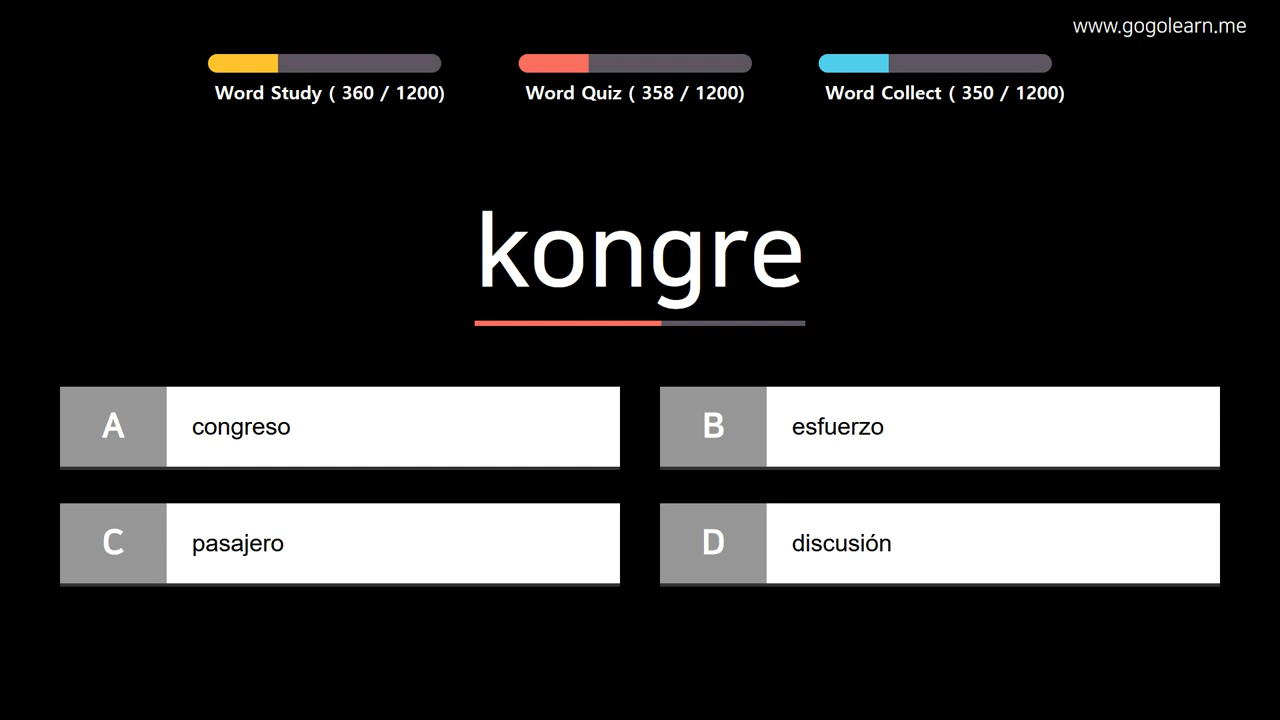 www.gogolearn.me
Word Study ( 360 / 1200)
Word Quiz ( 358 / 1200)
Word Collect ( 350 / 1200)
kongre
A congreso
B esfuerzo
C pasajero
D discusión